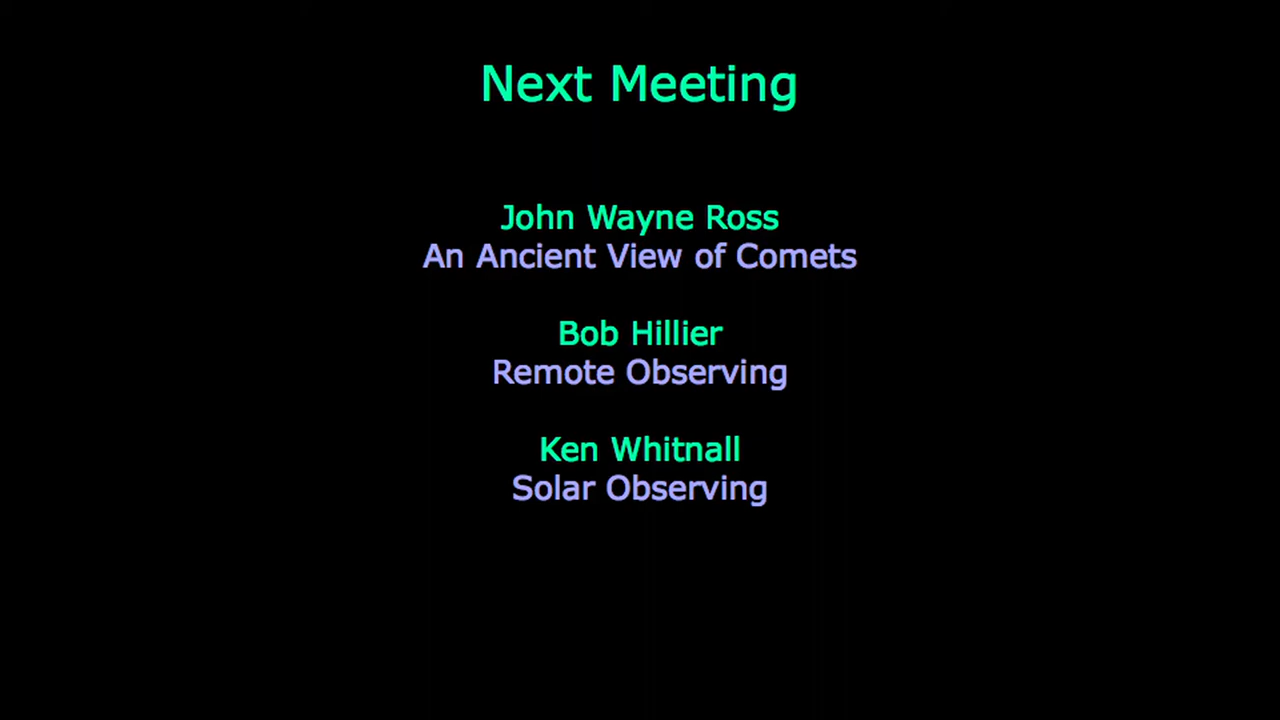 Next Meeting
John Wayne Ross
An Ancient View of Comets
Bob Hillier
Remote Observing
Ken Whitnall
Solar Observing